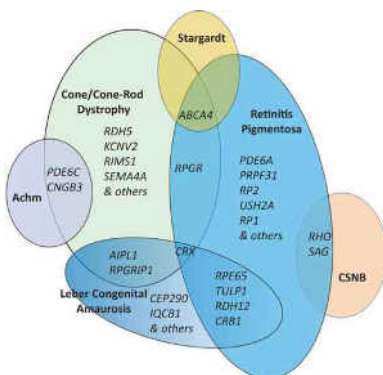 Stargardt
Cone/Cone-Rod
Dystrophy
ABCA4
Retinitis
Pigmentosa
RDH5
KCNV2
RIMS1
SEMA4A
& others
RPGR
PDE6A
PRPF31
RP2
USH2A
RP1
& others
PDE6C
CNGB3
Achm
RHO
SAG
CSNB
CRX
AIPL1
RPGRIP1
Leber Congenital
Amaurosis
CEP290
IQCB1
& others
RPE65
TULP1
RDH12
CRB1